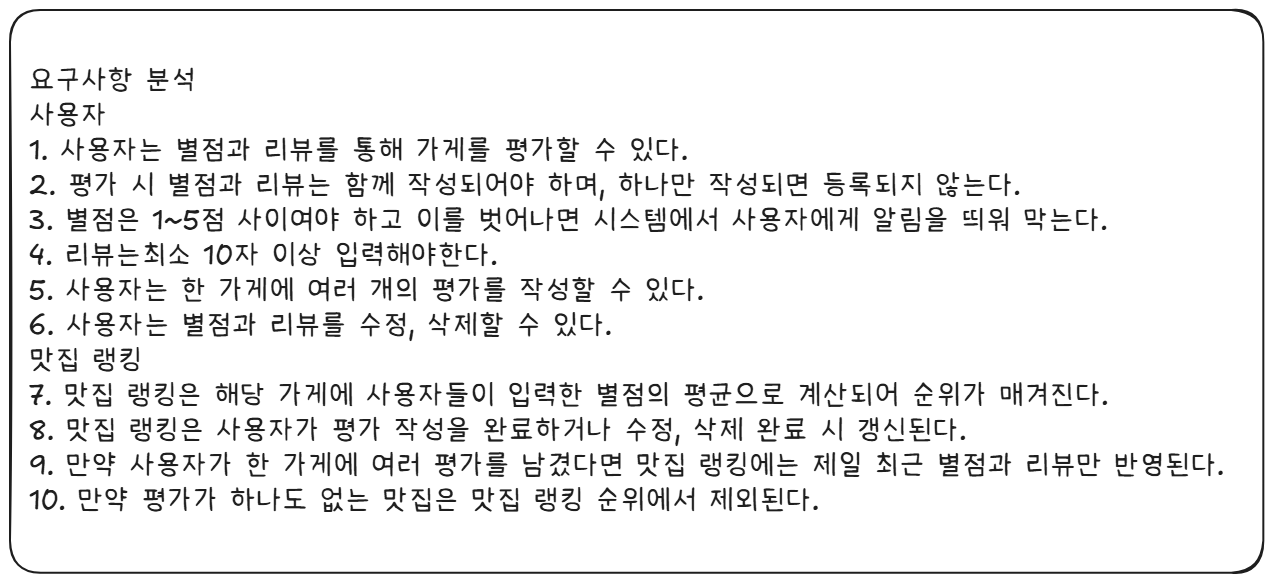 요구사항 분석
사용자
1. 사용자는 별점과 리뷰를 통해 가게를 평가할 수 있다.
2. 평가 시 별점과 리뷰는 함께 작성되어야 하며, 하나만 작성되면 등록되지 않는다.
3. 별점은 1~5점 사이여야 하고 이를 벗어나면 시스템에서 사용자에게 알림을 띄워 막는다.
4. 리뷰는최소 10자 이상 입력해야한다.
5. 사용자는 한 가게에 여러 개의 평가를 작성할 수 있다.
6. 사용자는 별점과 리뷰를 수정, 삭제할 수 있다.
맛집 랭킹
7. 맛집 랭킹은 해당 가게에 사용자들이 입력한 별점의 평균으로 계산되어 순위가 매겨진다.
8. 맛집 랭킹은 사용자가 평가 작성을 완료하거나 수정, 삭제 완료 시 갱신된다.
9. 만약 사용자가 한 가게에 여러 평가를 남겼다면 맛집 랭킹에는 제일 최근 별점과 리뷰만 반영된다.
10. 만약 평가가 하나도 없는 맛집은 맛집 랭킹 순위에서 제외된다.